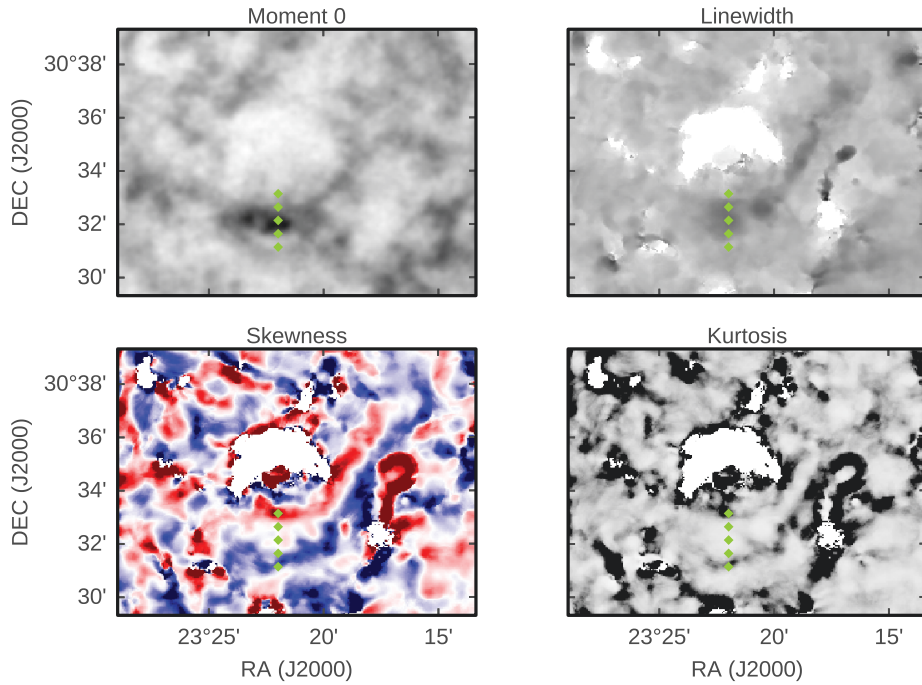 Moment 0
Linewidth
DEC (J2000)
30°38'
36'
34'
32'
30'
Skewness
Kurtosis
DEC (J2000)
30°38'
36'
34'
32'
30'
23°25' 20' 15'
23°25' 20' 15'
RA (J2000)
RA (J2000)